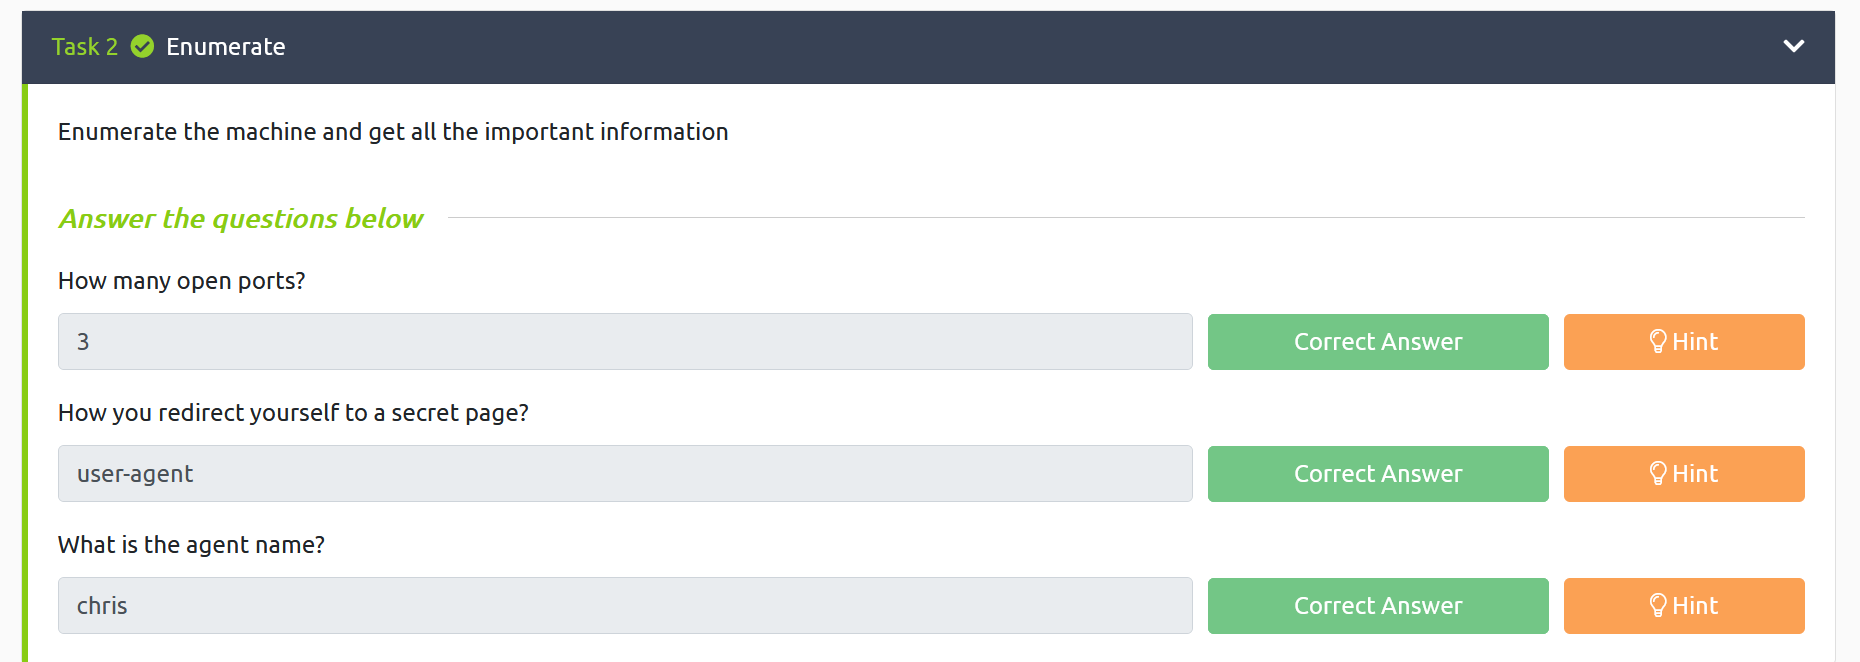 Task 2 Enumerate
Enumerate the machine and get all the important information
Answer the questions below
How many open ports?
3 Correct Answer Hint
How you redirect yourself to a secret page?
user-agent Correct Answer Hint
What is the agent name?
chris Correct Answer Hint